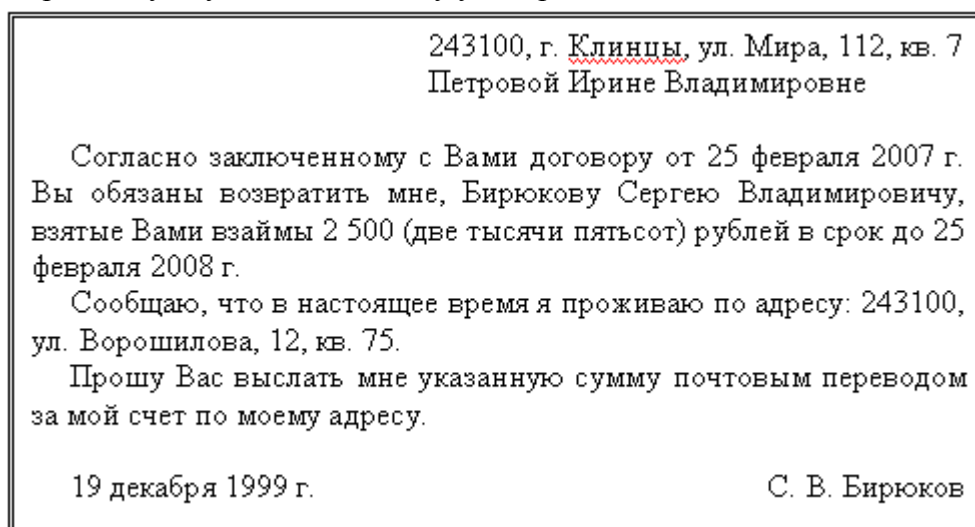 243100, г. Клинцы, ул. Мира, 112, кв. 7
Петровой Ирине Владимировне
Согласно заключенному с Вами договору от 25 февраля 2007 г.
Вы обязаны возвратить мне, Бирюкову Сергею Владимировичу,
взятые Вами взаймы 2 500 (две тысячи пятьсот) рублей в срок до 25
февраля 2008 г.
Сообщаю, что в настоящее время я проживаю по адресу: 243100,
ул. Ворошилова, 12, кв. 75.
Прошу Вас выслать мне указанную сумму почтовым переводом
за мой счет по моему адресу.
19 декабря 1999 г. С. В. Бирюков